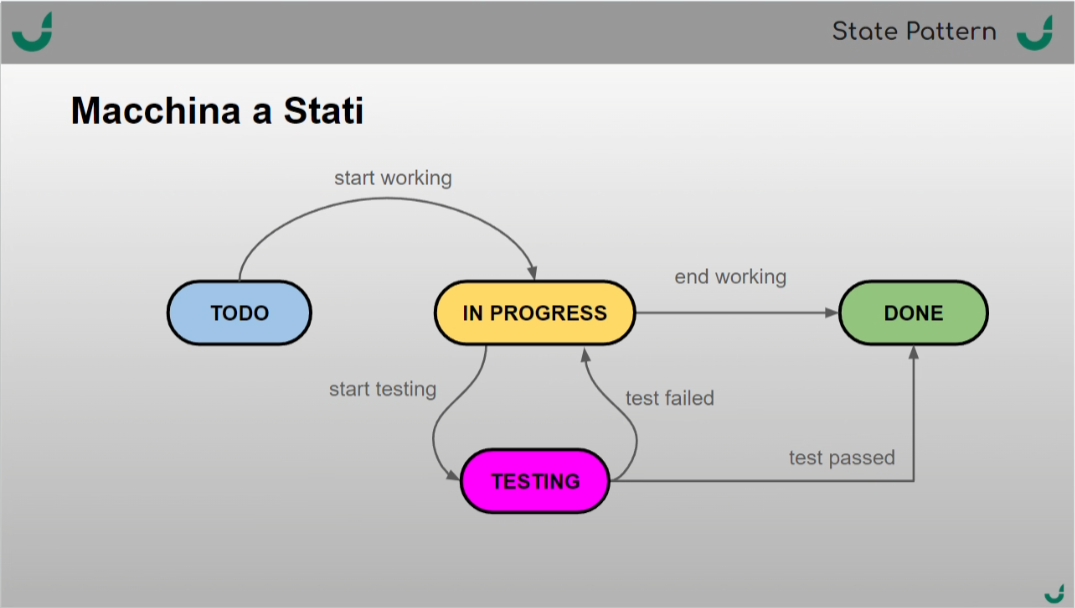 State Pattern
Macchina a Stati
start working
end working
TODO
IN PROGRESS
DONE
start testing
test failed
test passed
TESTING